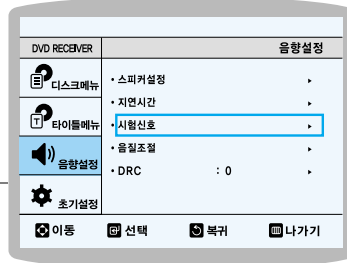 DVD RECEIVER 음향설정
디스크메뉴
타이틀메뉴
음향설정
초기설정
• 스피커설정 ▸
• 지연시간 ▸
• 시험신호 ▸
• 음질조절 ▸
• DRC : 0 ▸
이동 선택 복귀 나가기